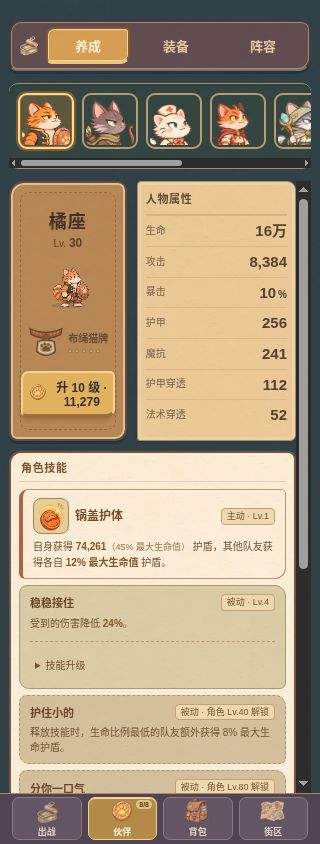 养成
装备
阵容
橘座
Lv. 30
布绳猫牌
升 10 级 ·
11,279
人物属性
生命 16万
攻击 8,384
暴击 10%
护甲 256
魔抗 241
护甲穿透 112
法术穿透 52
角色技能
锅盖护体
主动 · Lv.1
自身获得 74,261（45% 最大生命值） 护盾，其他队友获
得各自 12% 最大生命值 护盾。
稳稳接住
被动 · Lv.4
受到的伤害降低 24%。
▶ 技能升级
护住小的
被动 · 角色 Lv.40 解锁
释放技能时，生命比例最低的队友额外获得 8% 最大生
命护盾。
分你一口气
被动 · 角色 Lv.80 解锁
出战
伙伴
8/8
背包
街区